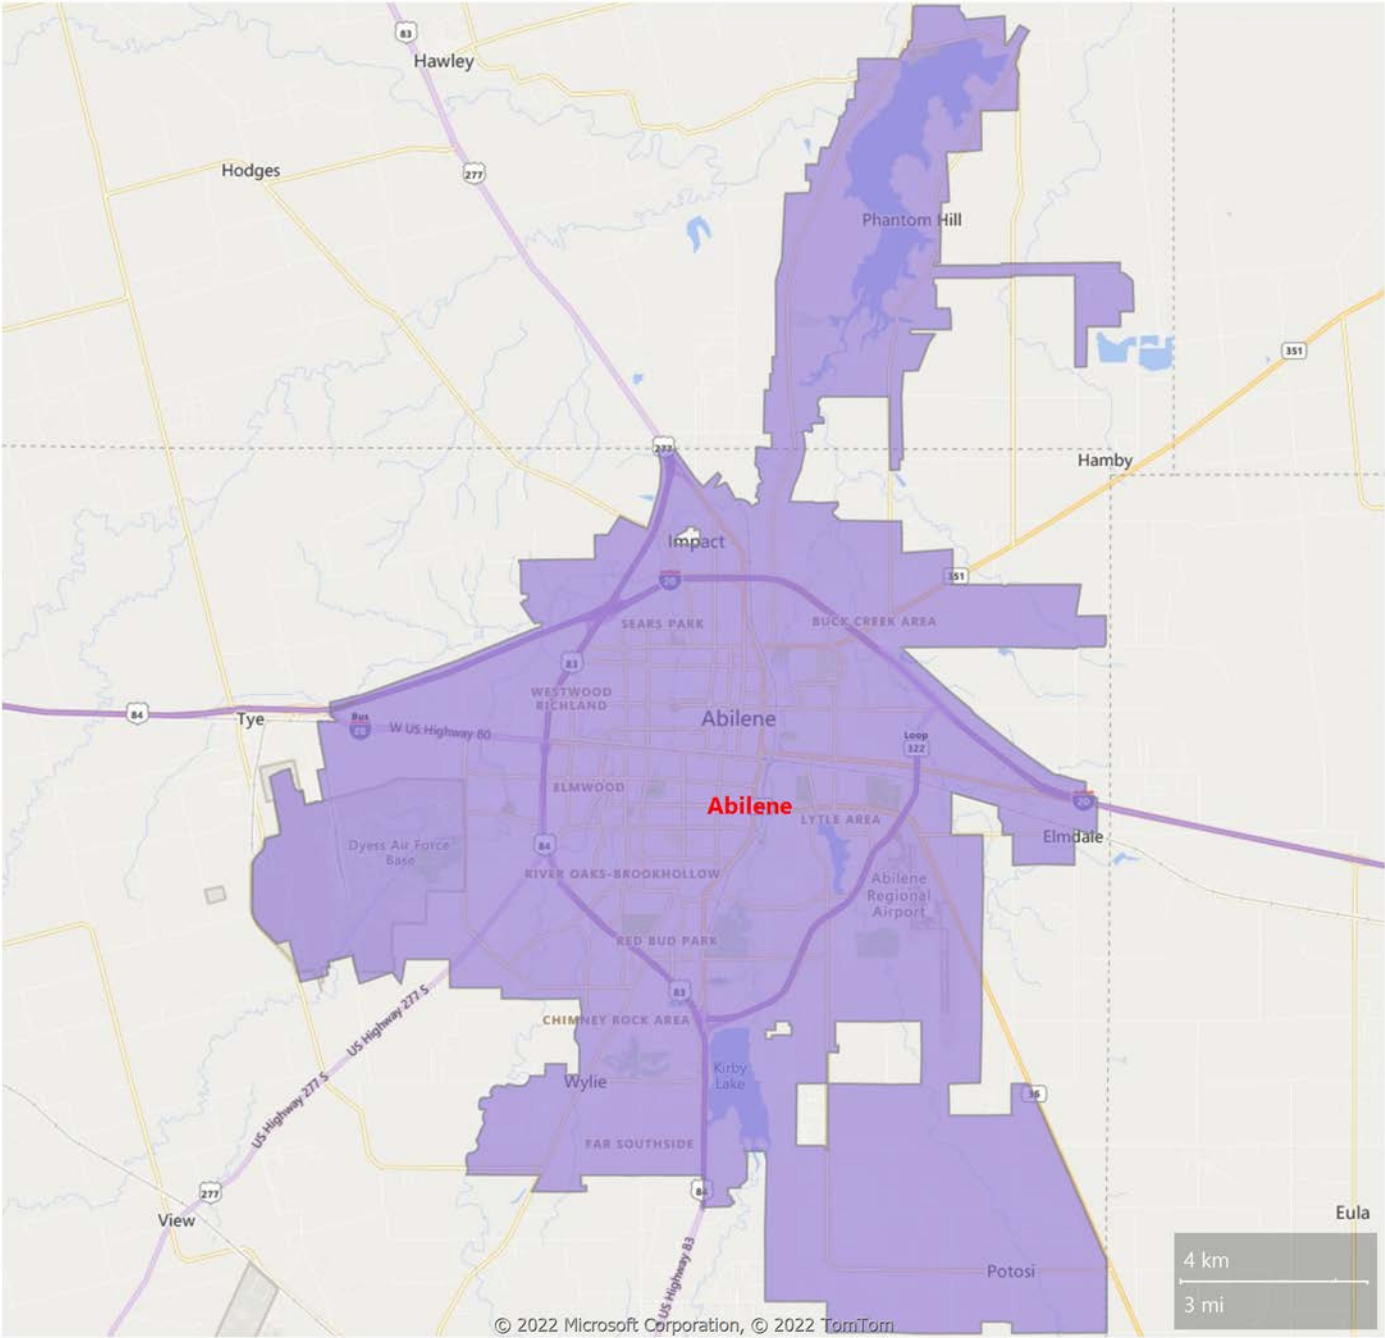 83
Hawley
Hodges
277
Phantom Hill
351
277
Hamby
Impact
351
20
SEARS PARK
BUCK CREEK AREA
83
WESTWOOD
RICHLAND
84
Tye
Bus
20
W US Highway 80
Abilene
Loop
322
ELMWOOD
Abilene
20
LYTLE AREA
Elmdale
Dyess Air Force
Base
84
RIVER OAKS-BROOKHOLLOW
Abilene
Regional
Airport
RED BUD PARK
83
US Highway 277 S
CHIMNEY ROCK AREA
Kirby
Lake
Wylie
36
US Highway 277 S
FAR SOUTHSIDE
277
84
View
Eula
US Highway 83
Potosi
4 km
3 mi
© 2022 Microsoft Corporation, © 2022 TomTom